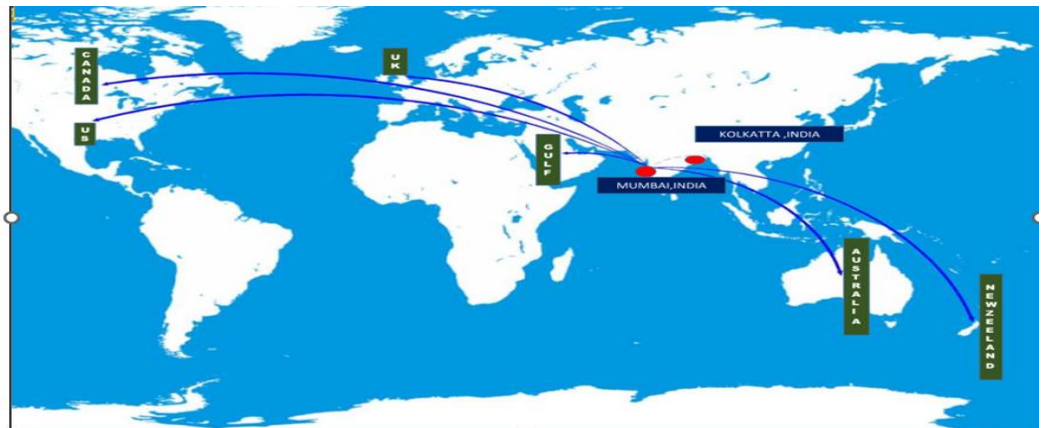 CANADA
UK
US
GULF
KOLKATTA ,INDIA
MUMBAI,INDIA
AUSTRALIA
NEWZEELAND